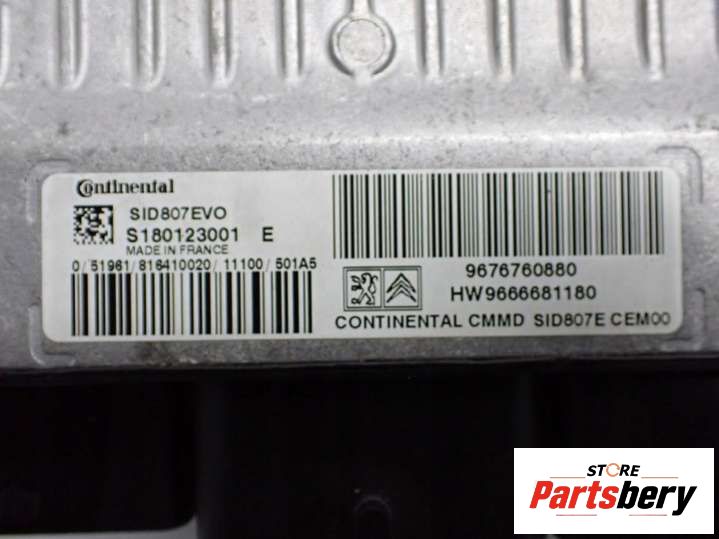 Continental
SID807EVO
S180123001 E
MADE IN FRANCE
0/51961/816410020/11100/501A5
9676760880
HW9666681180
CONTINENTAL CMMD SID807E CEM00
STORE
Partsbery